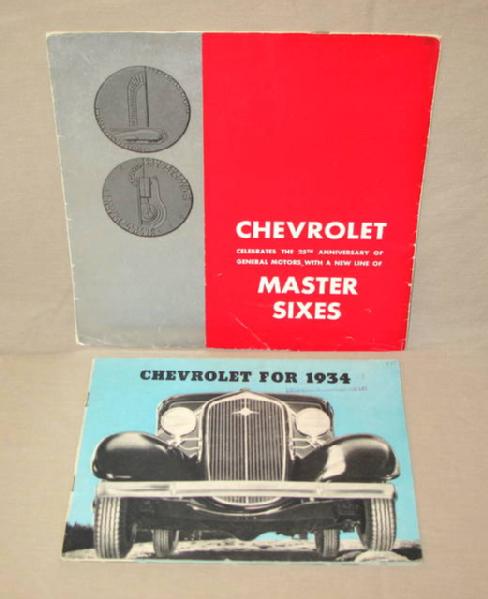 CHEVROLET
CELEBRATES THE 25TH ANNIVERSARY OF
GENERAL MOTORS, WITH A NEW LINE OF
MASTER
SIXES
CHEVROLET FOR 1934